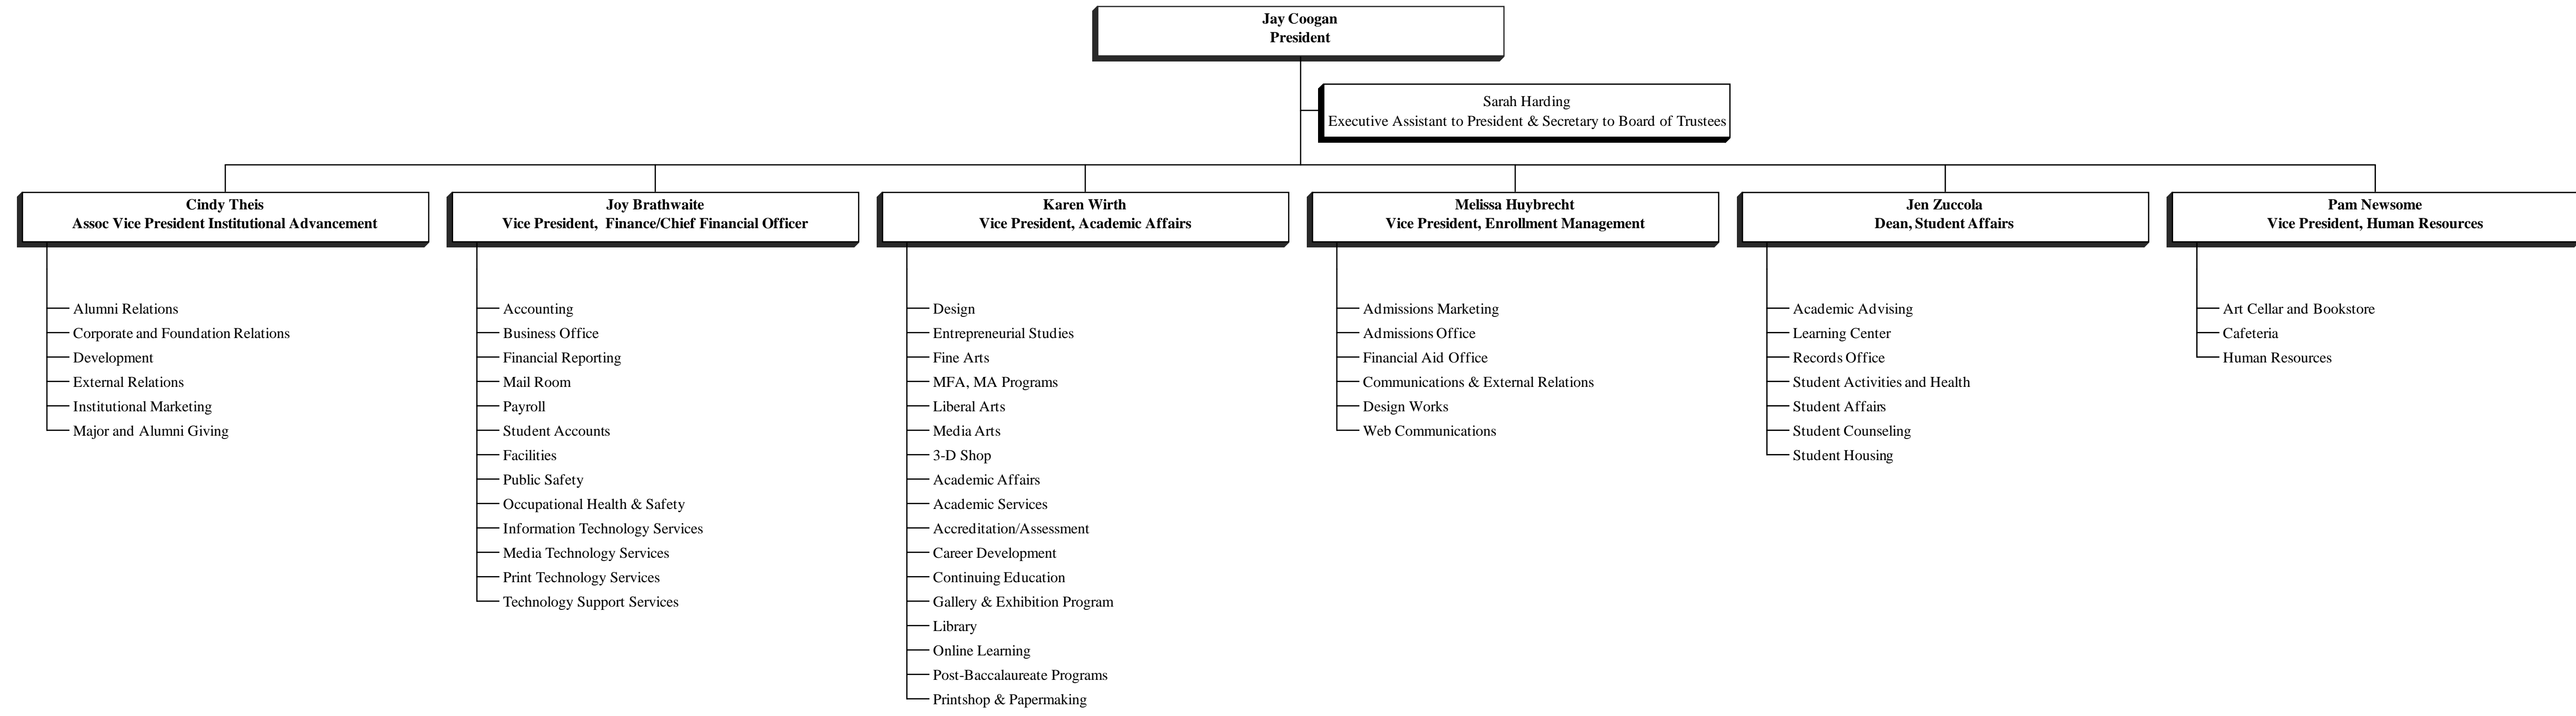 Jay Coogan
President
Sarah Harding
Executive Assistant to President & Secretary to Board of Trustees
Cindy Theis
Assoc Vice President Institutional Advancement
Alumni Relations
Corporate and Foundation Relations
Development
External Relations
Institutional Marketing
Major and Alumni Giving
Joy Brathwaite
Vice President, Finance/Chief Financial Officer
Accounting
Business Office
Financial Reporting
Mail Room
Payroll
Student Accounts
Facilities
Public Safety
Occupational Health & Safety
Information Technology Services
Media Technology Services
Print Technology Services
Technology Support Services
Karen Wirth
Vice President, Academic Affairs
Design
Entrepreneurial Studies
Fine Arts
MFA, MA Programs
Liberal Arts
Media Arts
3-D Shop
Academic Affairs
Academic Services
Accreditation/Assessment
Career Development
Continuing Education
Gallery & Exhibition Program
Library
Online Learning
Post-Baccalaureate Programs
Printshop & Papermaking
Melissa Huybrecht
Vice President, Enrollment Management
Admissions Marketing
Admissions Office
Financial Aid Office
Communications & External Relations
Design Works
Web Communications
Jen Zuccola
Dean, Student Affairs
Academic Advising
Learning Center
Records Office
Student Activities and Health
Student Affairs
Student Counseling
Student Housing
Pam Newsome
Vice President, Human Resources
Art Cellar and Bookstore
Cafeteria
Human Resources